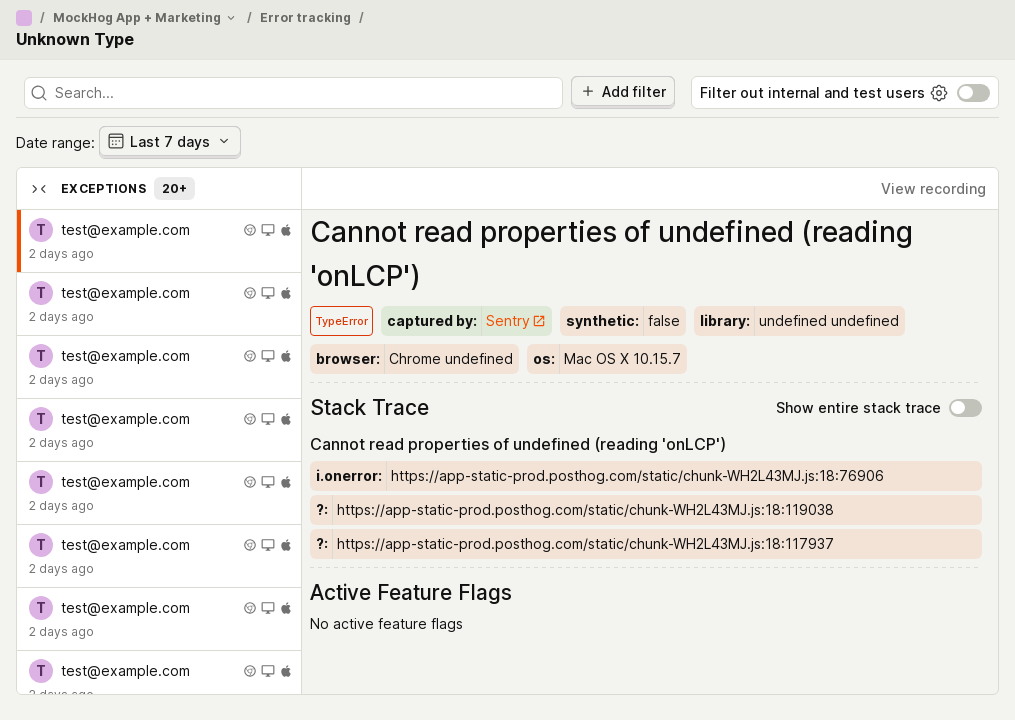 / MockHog App + Marketing / Error tracking /
Unknown Type
Search...
Add filter
Filter out internal and test users
Date range: Last 7 days
EXCEPTIONS 20+
View recording
T test@example.com
2 days ago
T test@example.com
2 days ago
T test@example.com
2 days ago
T test@example.com
2 days ago
T test@example.com
2 days ago
T test@example.com
2 days ago
T test@example.com
2 days ago
T test@example.com
2 days ago
Cannot read properties of undefined (reading
'onLCP')
TypeError captured by: Sentry synthetic: false library: undefined undefined
browser: Chrome undefined os: Mac OS X 10.15.7
Stack Trace
Show entire stack trace
Cannot read properties of undefined (reading 'onLCP')
i.onerror: https://app-static-prod.posthog.com/static/chunk-WH2L43MJ.js:18:76906
?: https://app-static-prod.posthog.com/static/chunk-WH2L43MJ.js:18:119038
?: https://app-static-prod.posthog.com/static/chunk-WH2L43MJ.js:18:117937
Active Feature Flags
No active feature flags